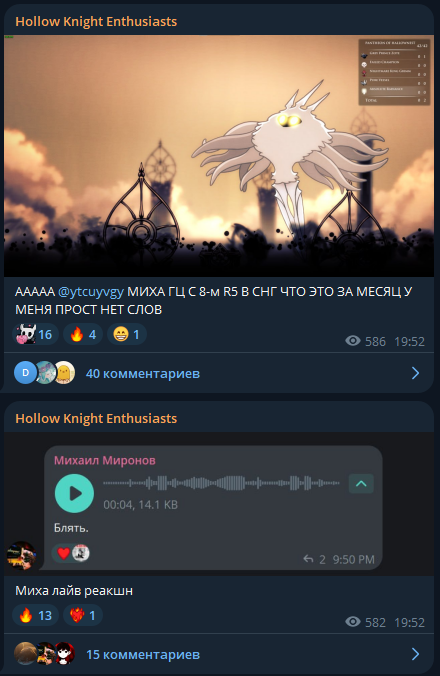 Hollow Knight Enthusiasts
PANTHEON OF HALLOWNEST
ААААА @ytcuyvgy МИХА ГЦ С 8-м R5 В СНГ ЧТО ЭТО ЗА МЕСЯЦ У
МЕНЯ ПРОСТ НЕТ СЛОВ
16 4 1
586 19:52
D 40 комментариев
Hollow Knight Enthusiasts
Михаил Миронов
00:04, 14.1 KB
Блять.
2 9:50 PM
Миха лайв реакшн
13 1
582 19:52
15 комментариев